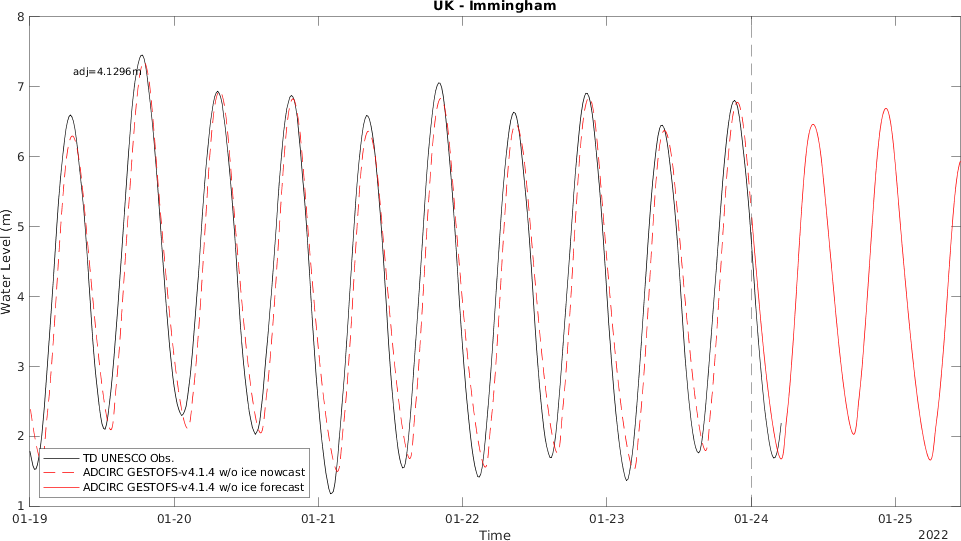 UK - Immingham
8
adj=4.1296m
7
6
5
4
3
2
1
Water Level (m)
TD UNESCO Obs.
ADCIRC GESTOFS-v4.1.4 w/o ice nowcast
ADCIRC GESTOFS-v4.1.4 w/o ice forecast
01-19 01-20 01-21 01-22 01-23 01-24 01-25
Time
2022